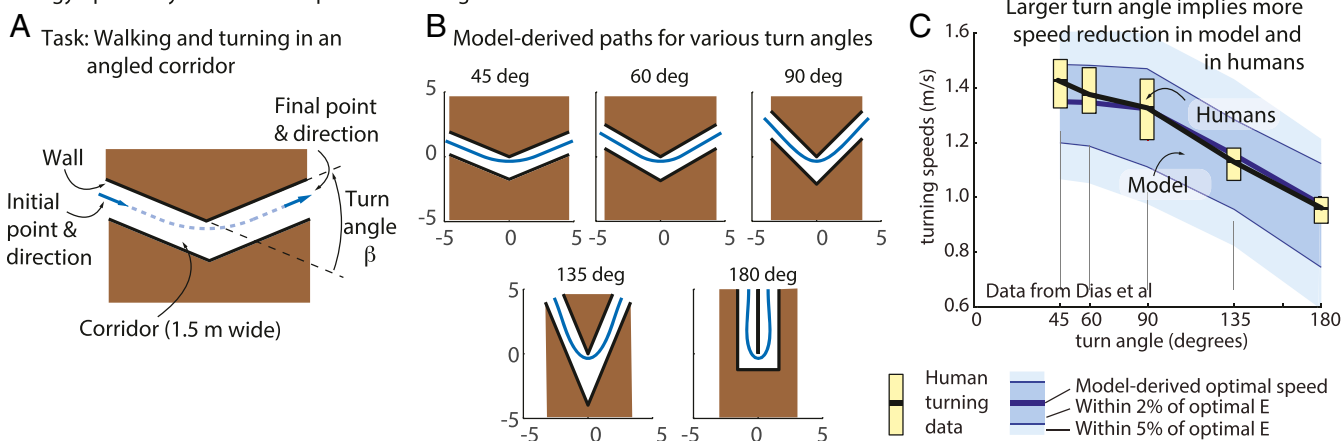 A
Task: Walking and turning in an
angled corridor
Final point
& direction
Wall
Initial
point &
direction
Turn
angle
β
Corridor (1.5 m wide)
B
Model-derived paths for various turn angles
45 deg
60 deg
90 deg
5
0
-5
-5
0
5
-5
0
5
-5
0
5
135 deg
180 deg
5
0
-5
-5
0
5
-5
0
5
C
Larger turn angle implies more
speed reduction in model and
in humans
turning speeds (m/s)
1.6
1.4
1.2
1.0
0.8
0.6
Humans
Model
Data from Dias et al
0
45
60
90
135
180
turn angle (degrees)
Human
turning
data
Model-derived optimal speed
Within 2% of optimal E
Within 5% of optimal E